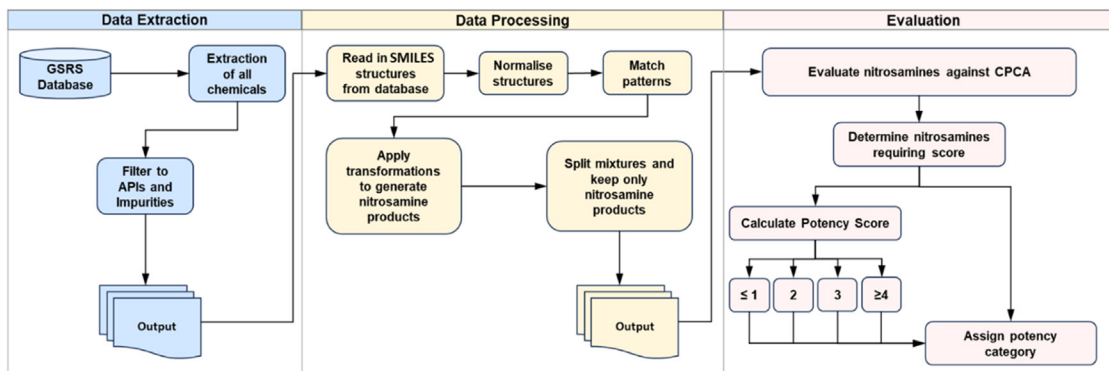 Data Extraction
GSRS
Database
Extraction
of all
chemicals
Filter to
APIs and
Impurities
Output
Data Processing
Read in SMILES
structures
from database
Normalise
structures
Match
patterns
Apply
transformations
to generate
nitrosamine
products
Split mixtures and
keep only
nitrosamine
products
Output
Evaluation
Evaluate nitrosamines against CPCA
Determine nitrosamines
requiring score
Calculate Potency Score
≤ 1
2
3
≥4
Assign potency
category